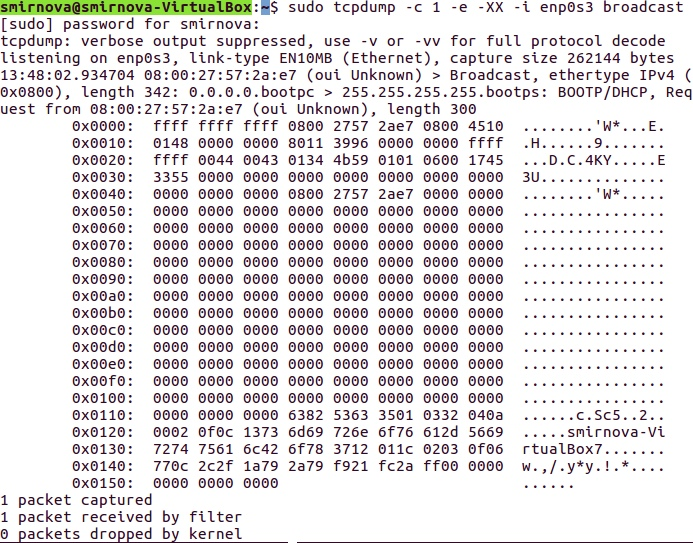 smirnova@smirnova-VirtualBox:~$ sudo tcpdump -c 1 -e -XX -i enp0s3 broadcast
[sudo] password for smirnova:
tcpdump: verbose output suppressed, use -v or -vv for full protocol decode
listening on enp0s3, link-type EN10MB (Ethernet), capture size 262144 bytes
13:48:02.934704 08:00:27:57:2a:e7 (oui Unknown) > Broadcast, ethertype IPv4 (
0x0800), length 342: 0.0.0.0.bootpc > 255.255.255.255.bootps: BOOTP/DHCP, Req
uest from 08:00:27:57:2a:e7 (oui Unknown), length 300
0x0000:  ffff ffff ffff 0800 2757 2ae7 0800 4510  ........'W*...E.
0x0010:  0148 0000 0000 8011 3996 0000 0000 ffff  .H......9.......
0x0020:  ffff 0044 0043 0134 4b59 0101 0600 1745  ...D.C.4KY.....E
0x0030:  3355 0000 0000 0000 0000 0000 0000 0000  3U..............
0x0040:  0000 0000 0000 0800 2757 2ae7 0000 0000  ........'W*.....
0x0050:  0000 0000 0000 0000 0000 0000 0000 0000  ................
0x0060:  0000 0000 0000 0000 0000 0000 0000 0000  ................
0x0070:  0000 0000 0000 0000 0000 0000 0000 0000  ................
0x0080:  0000 0000 0000 0000 0000 0000 0000 0000  ................
0x0090:  0000 0000 0000 0000 0000 0000 0000 0000  ................
0x00a0:  0000 0000 0000 0000 0000 0000 0000 0000  ................
0x00b0:  0000 0000 0000 0000 0000 0000 0000 0000  ................
0x00c0:  0000 0000 0000 0000 0000 0000 0000 0000  ................
0x00d0:  0000 0000 0000 0000 0000 0000 0000 0000  ................
0x00e0:  0000 0000 0000 0000 0000 0000 0000 0000  ................
0x00f0:  0000 0000 0000 0000 0000 0000 0000 0000  ................
0x0100:  0000 0000 0000 0000 0000 0000 0000 0000  ................
0x0110:  0000 0000 0000 6382 5363 3501 0332 040a  ......c.Sc5..2..
0x0120:  0002 0f0c 1373 6d69 726e 6f76 612d 5669  .....smirnova-Vi
0x0130:  7274 7561 6c42 6f78 3712 011c 0203 0f06  rtualBox7.......
0x0140:  770c 2c2f 1a79 2a79 f921 fc2a ff00 0000  w.,/.y*y.!.*....
0x0150:  0000 0000 0000  ......
1 packet captured
1 packet received by filter
0 packets dropped by kernel